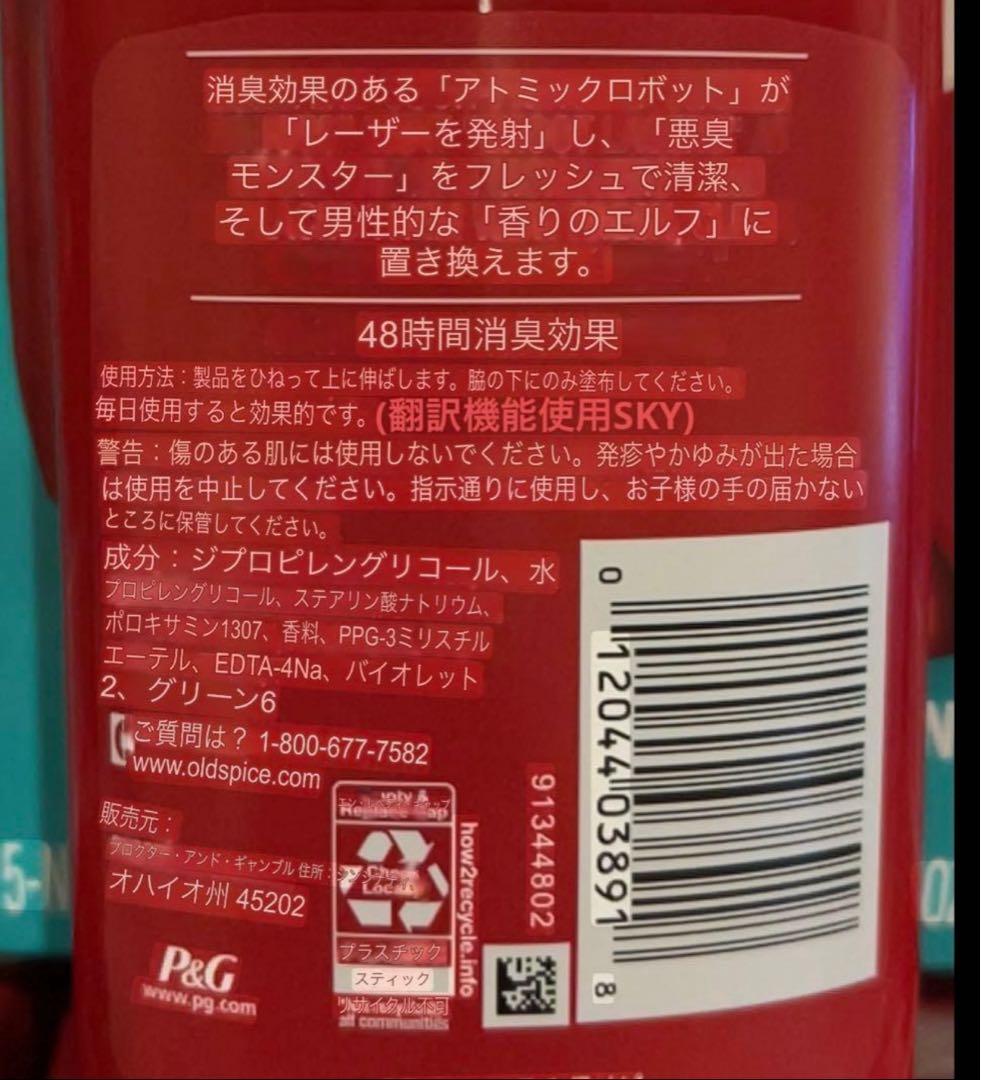 消臭効果のある「アトミックロボット」が
「レーザーを発射」し、「悪臭
モンスター」をフレッシュで清潔、
そして男性的な「香りのエルフ」に
置き換えます。
48時間消臭効果
使用方法：製品をひねって上に伸ばします。脇の下にのみ塗布してください。
毎日使用すると効果的です。(翻訳機能使用SKY)
警告：傷のある肌には使用しないでください。発疹やかゆみが出た場合
は使用を中止してください。指示通りに使用し、お子様の手の届かない
ところに保管してください。
成分：ジプロピレングリコール、水
プロピレングリコール、ステアリン酸ナトリウム、
ポロキサミン1307、香料、PPG-3ミリスチル
エーテル、EDTA-4Na、バイオレット
2、グリーン6
ご質問は？ 1-800-677-7582
www.oldspice.com
販売元：
プロクター・アンド・ギャンブル 住所：
オハイオ州 45202
P&G
www.pg.com
プラスチック
スティック
リサイクル不可
all communities
how2recycle.info
91344802
0 12044 03891 8
5-N